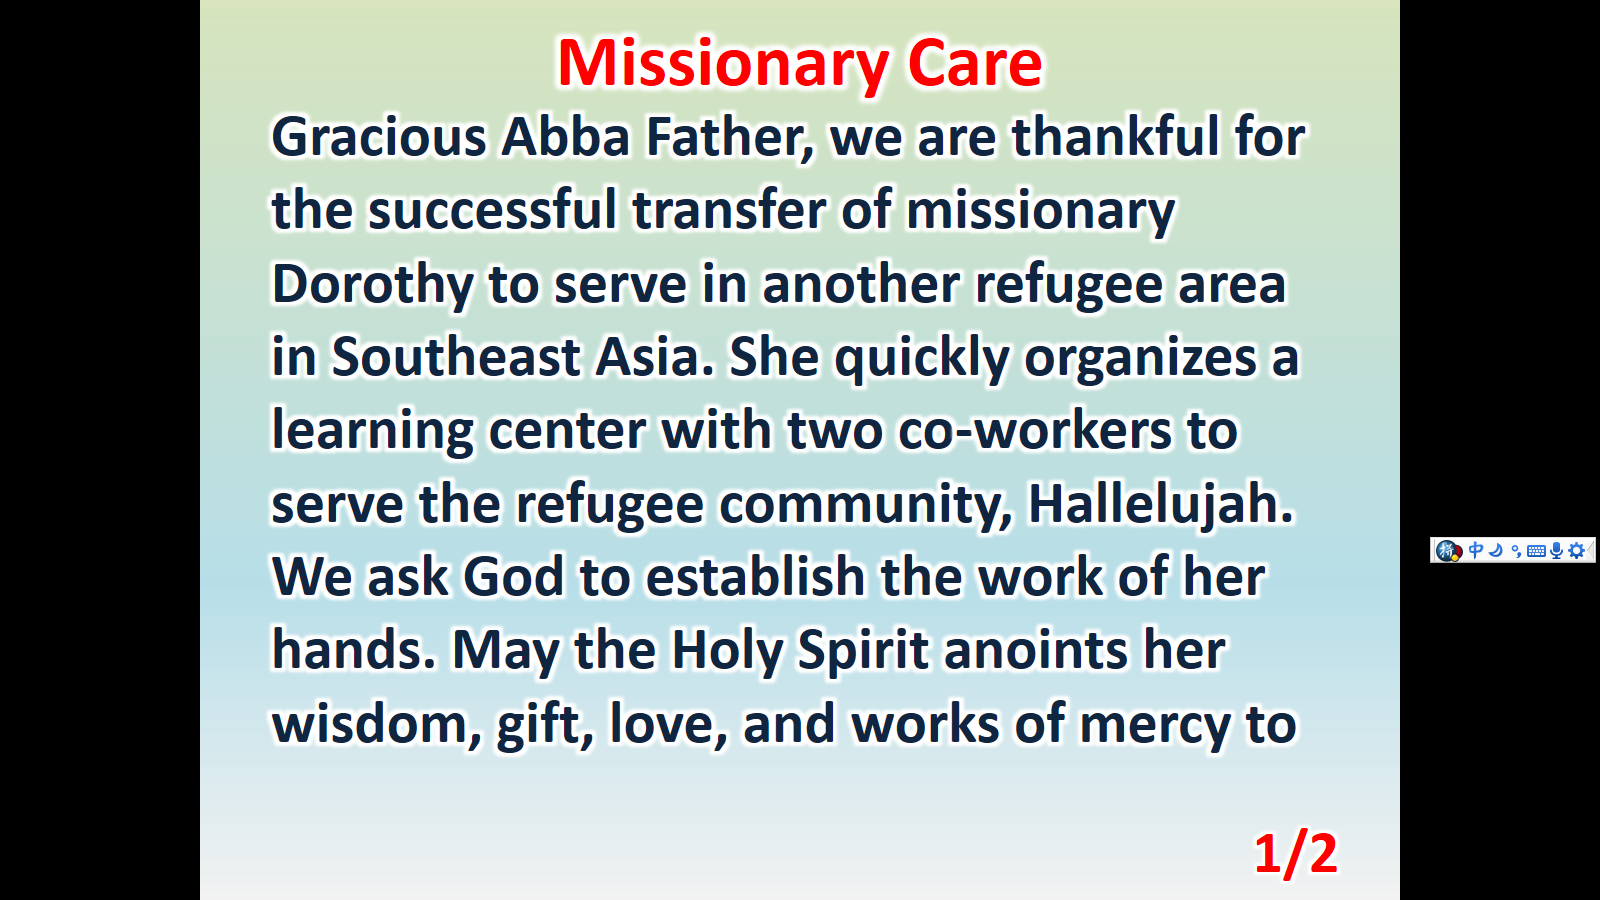 Missionary Care
Gracious Abba Father, we are thankful for
the successful transfer of missionary
Dorothy to serve in another refugee area
in Southeast Asia. She quickly organizes a
learning center with two co-workers to
serve the refugee community, Hallelujah.
We ask God to establish the work of her
hands. May the Holy Spirit anoints her
wisdom, gift, love, and works of mercy to
拼 中
1/2